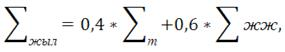 ∑жыл = 0,4 * ∑т +0,6 * ∑ жж,